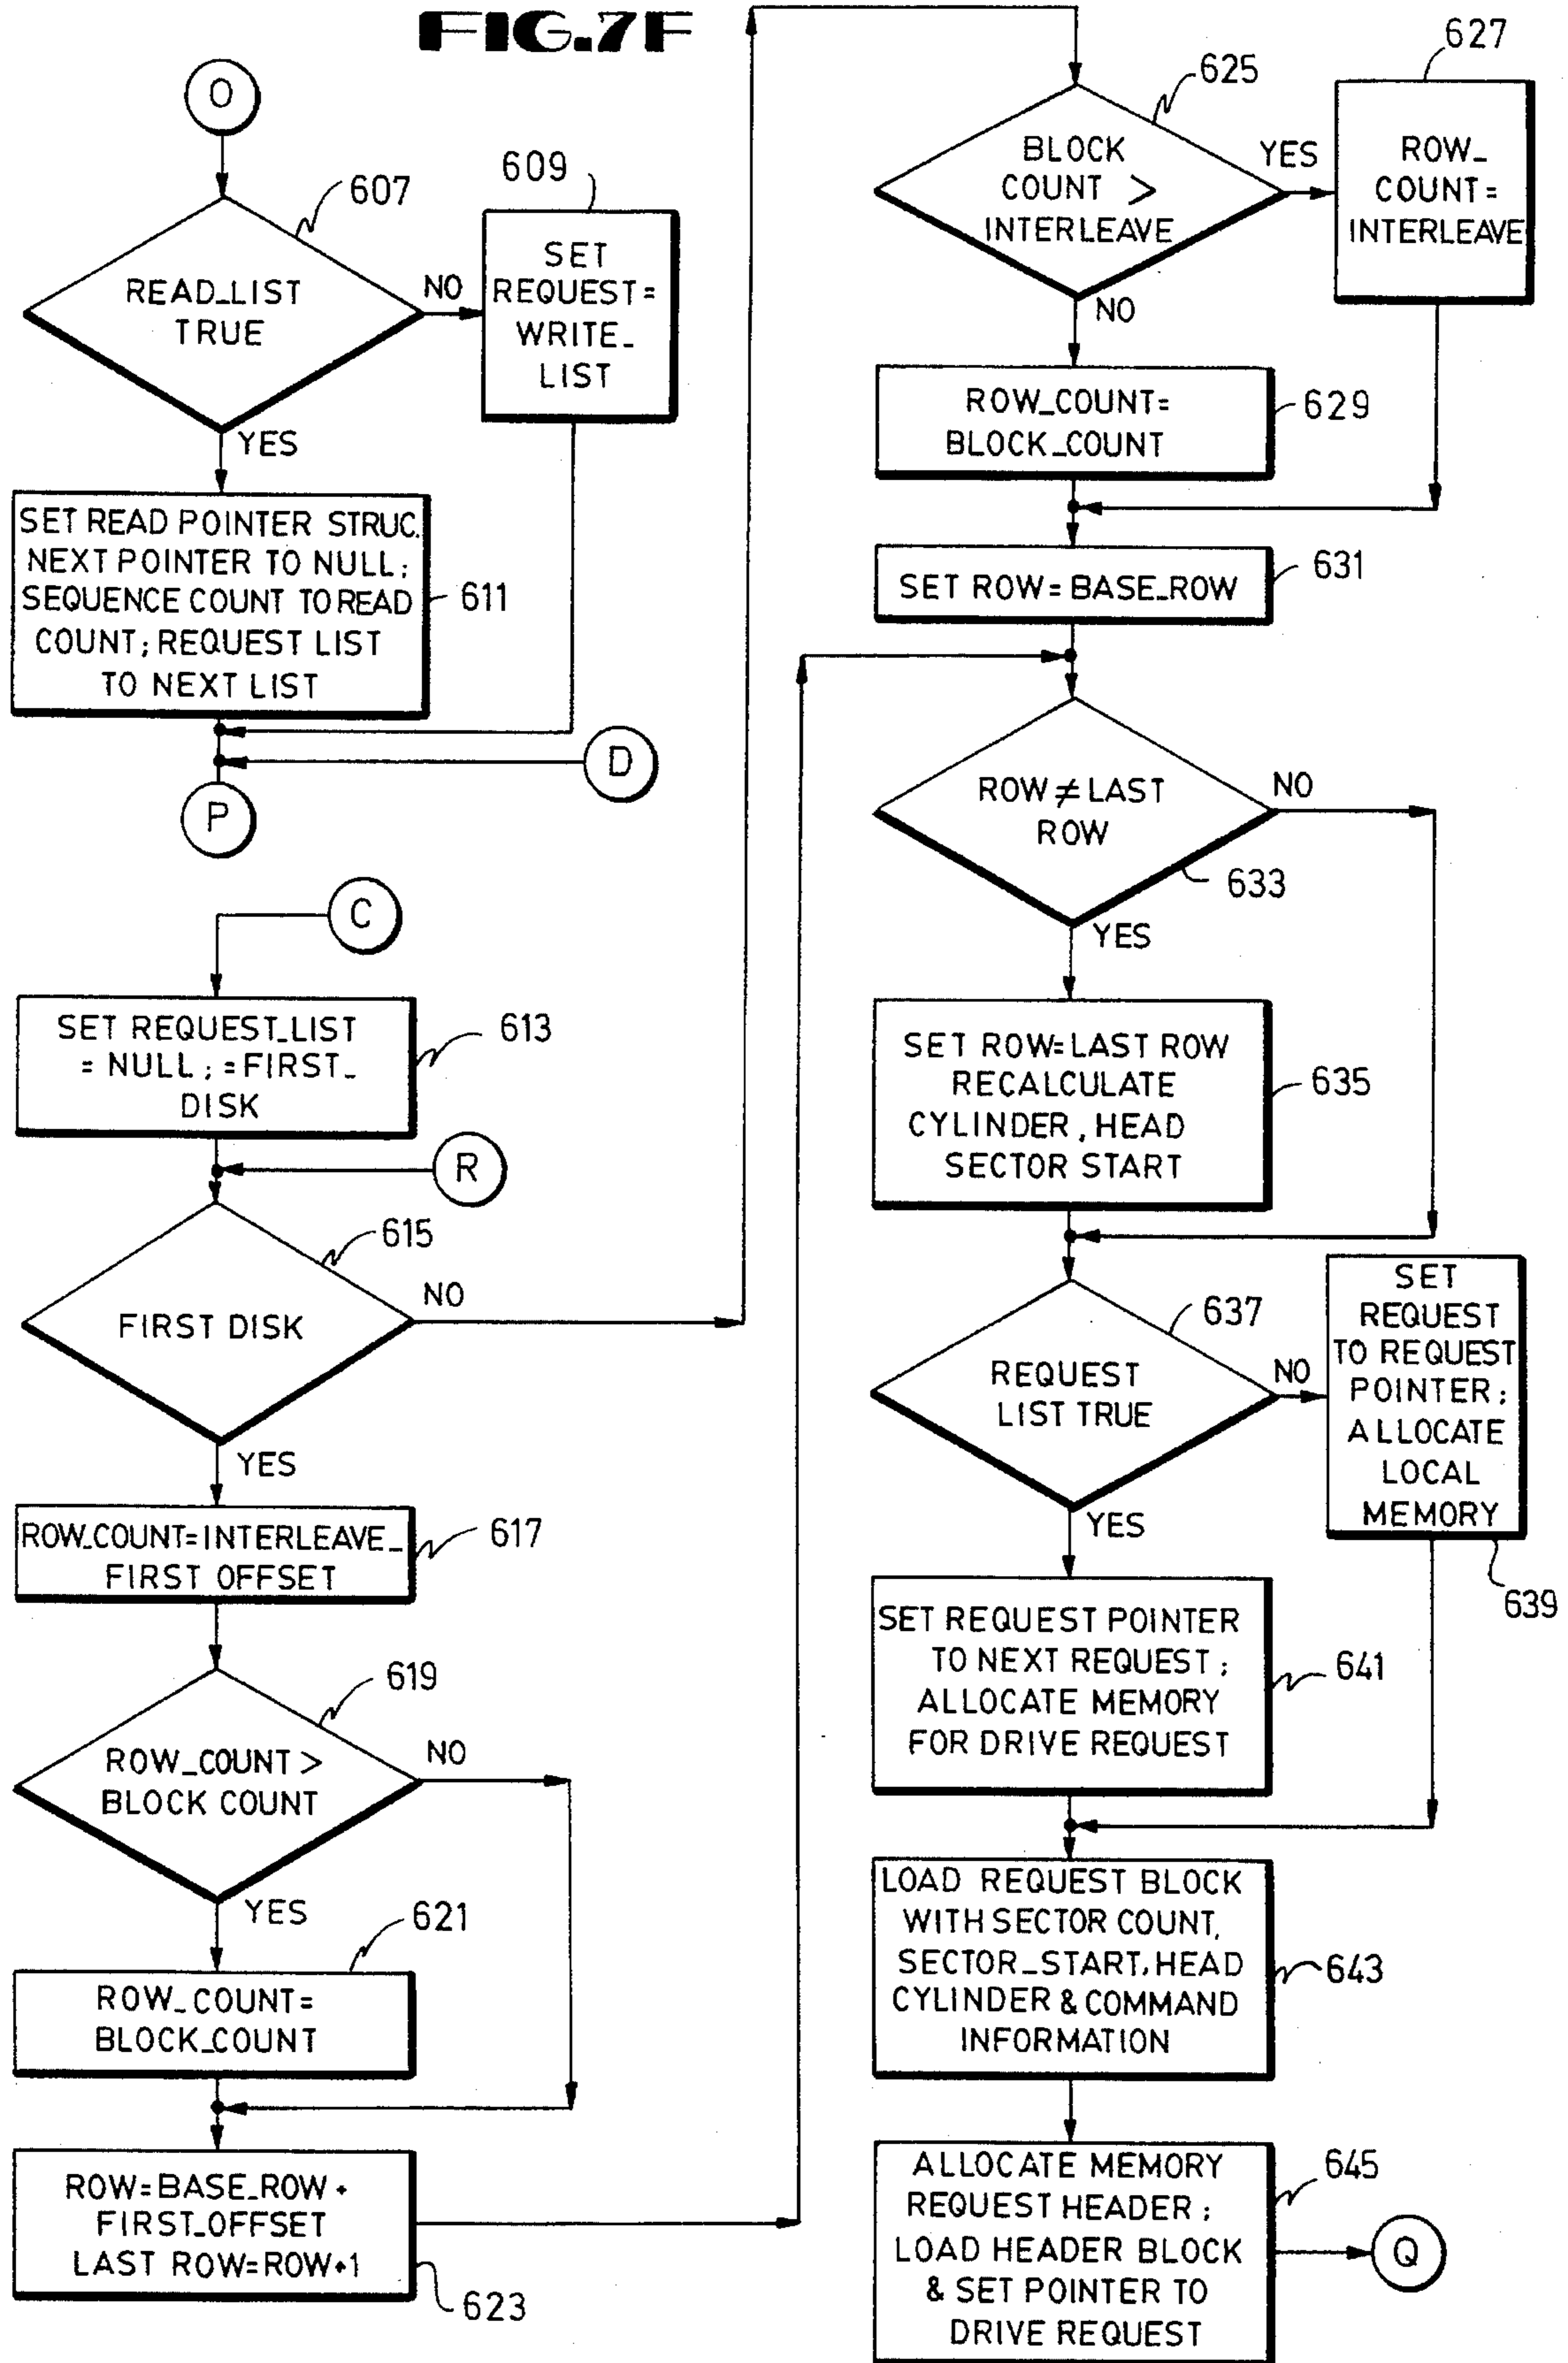 FIG.7F
O
607
READ_LIST
TRUE
NO
YES
609
SET
REQUEST=
WRITE_
LIST
SET READ POINTER STRUC.
NEXT POINTER TO NULL;
SEQUENCE COUNT TO READ
COUNT; REQUEST LIST
TO NEXT LIST
611
D
P
C
SET REQUEST_LIST
= NULL; =FIRST_
DISK
613
R
615
FIRST DISK
NO
YES
ROW_COUNT=INTERLEAVE_
FIRST OFFSET
617
619
ROW_COUNT >
BLOCK COUNT
NO
YES
621
ROW_COUNT=
BLOCK_COUNT
ROW=BASE_ROW +
FIRST_OFFSET
LAST ROW=ROW+1
623
625
BLOCK
COUNT >
INTERLEAVE
YES
NO
627
ROW_
COUNT=
INTERLEAVE
ROW_COUNT=
BLOCK_COUNT
629
SET ROW=BASE_ROW
631
ROW≠LAST
ROW
NO
633
YES
SET ROW=LAST ROW
RECALCULATE
CYLINDER, HEAD
SECTOR START
635
637
REQUEST
LIST TRUE
NO
YES
SET
REQUEST
TO REQUEST
POINTER;
ALLOCATE
LOCAL
MEMORY
639
SET REQUEST POINTER
TO NEXT REQUEST;
ALLOCATE MEMORY
FOR DRIVE REQUEST
641
LOAD REQUEST BLOCK
WITH SECTOR COUNT,
SECTOR_START, HEAD
CYLINDER & COMMAND
INFORMATION
643
ALLOCATE MEMORY
REQUEST HEADER;
LOAD HEADER BLOCK
& SET POINTER TO
DRIVE REQUEST
645
Q